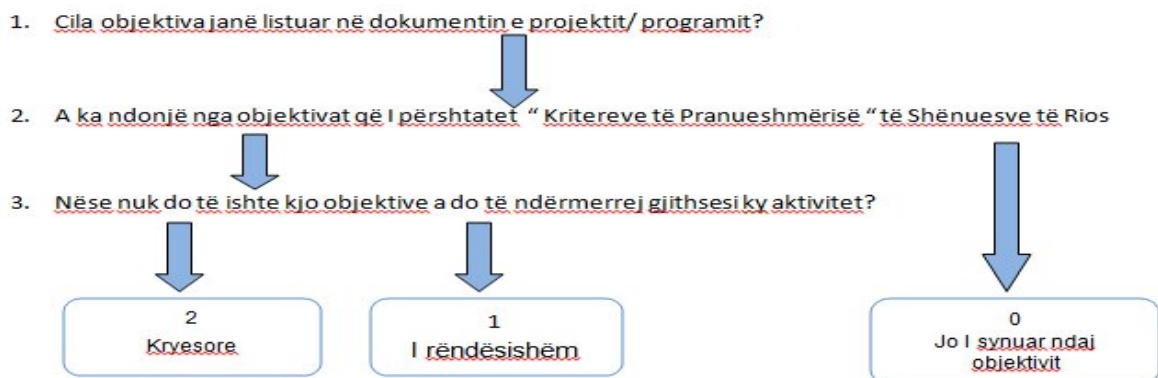 1. Cila objektiva janë listuar në dokumentin e projektit/ programit?
2. A ka ndonjë nga objektivat që I përshtatet “ Kritereve të Pranueshmërisë “ të Shënuesve të Rios
3. Nëse nuk do të ishte kjo objektive a do të ndërmerrej gjithsesi ky aktivitet?
2
Kryesore
1
I rëndësishëm
0
Jo I synuar ndaj
objektivit